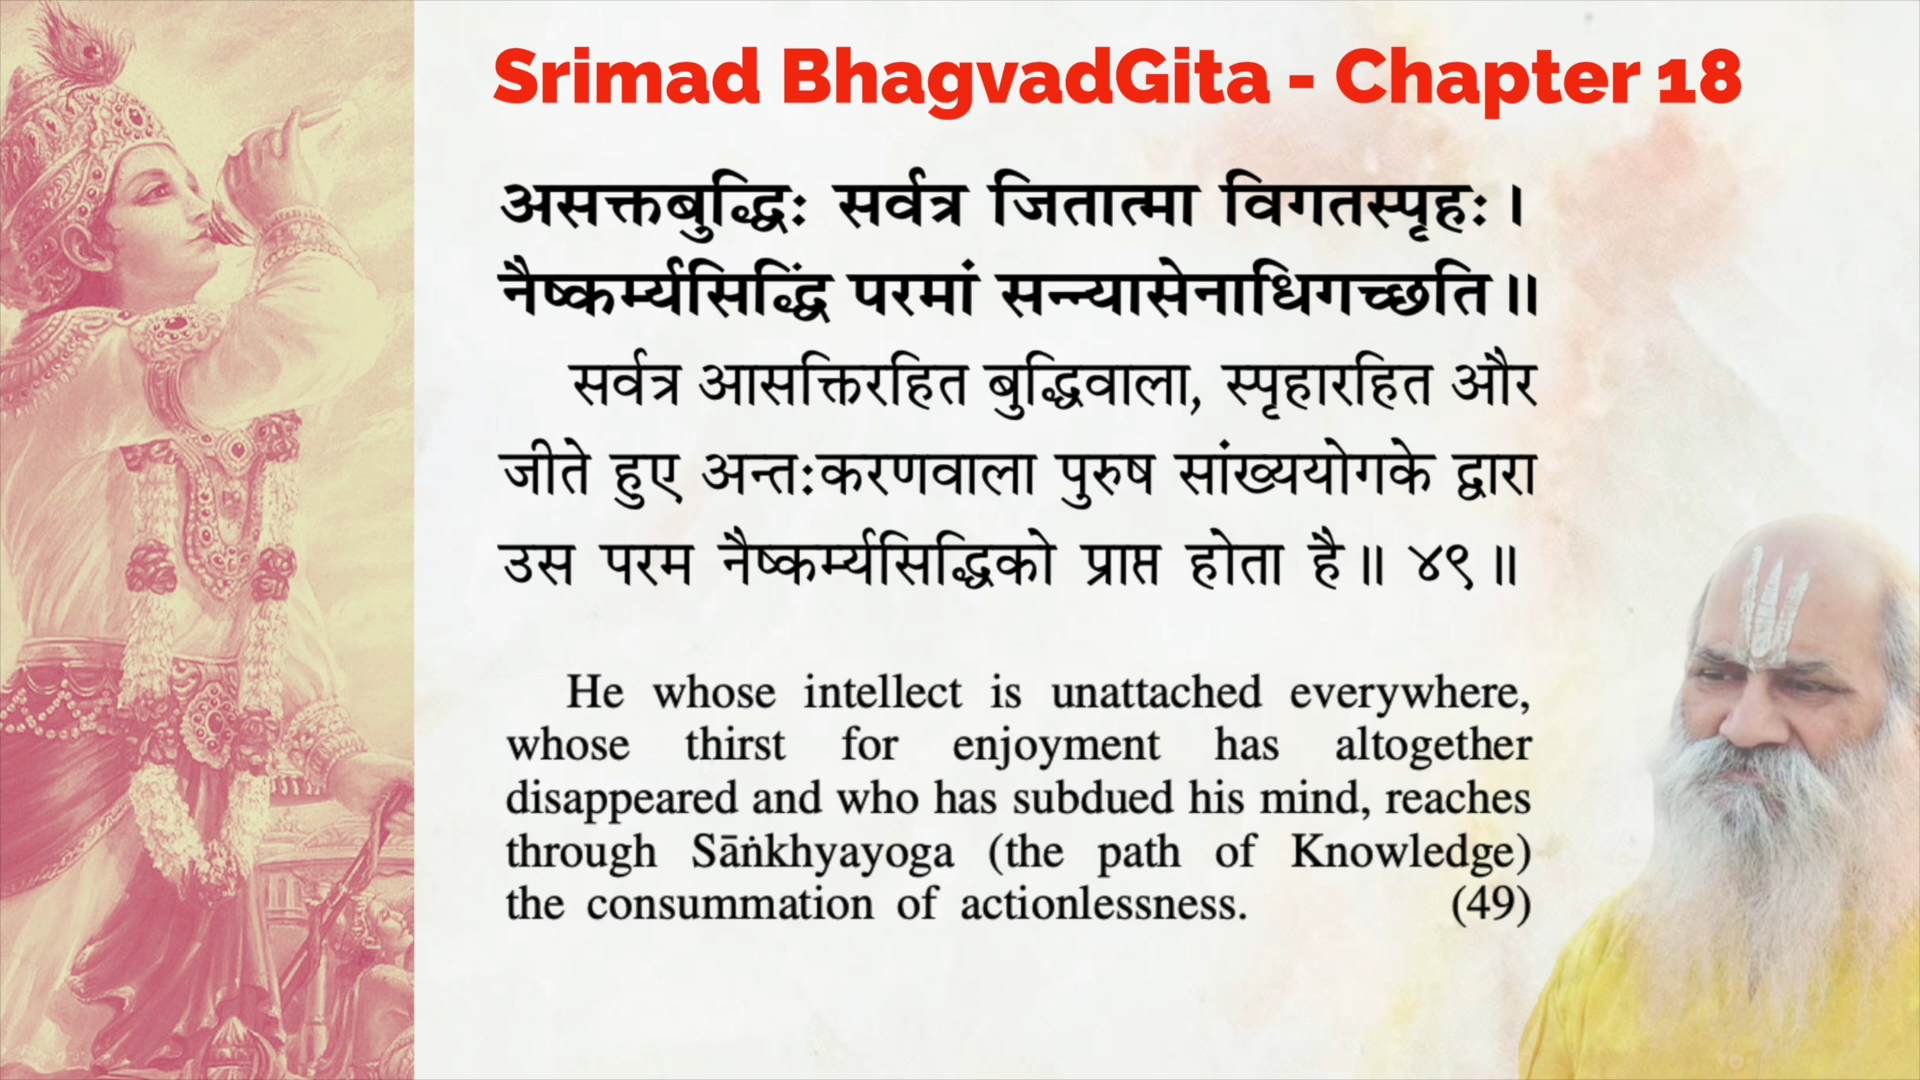 Srimad BhagvadGita - Chapter 18
असक्तबुद्धिः सर्वत्र जितात्मा विगतस्पृहः ।
नैष्कर्म्यसिद्धिं परमां सन्न्यासेनाधिगच्छति ॥
सर्वत्र आसक्तिरहित बुद्धिवाला, स्पृहारहित और
जीते हुए अन्तःकरणवाला पुरुष सांख्ययोगके द्वारा
उस परम नैष्कर्म्यसिद्धिको प्राप्त होता है ॥ ४९ ॥
He whose intellect is unattached everywhere,
whose thirst for enjoyment has altogether
disappeared and who has subdued his mind, reaches
through Sāṅkhyayoga (the path of Knowledge)
the consummation of actionlessness. (49)